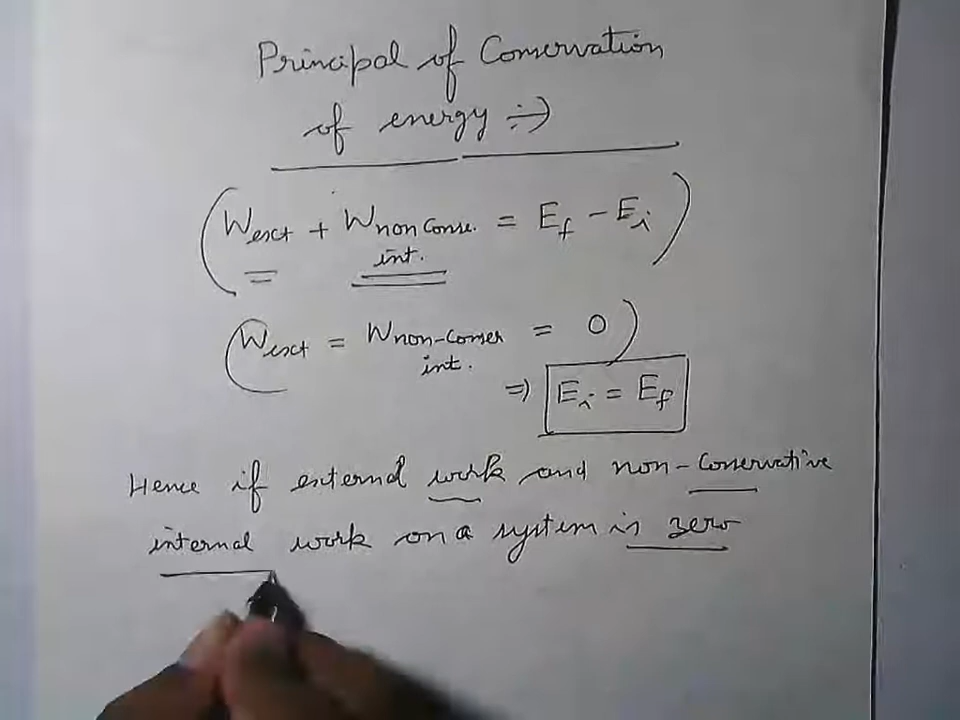 Principal of Conservation
of energy :→
(Wext + Wnon Conse. = Ef - Ei)
int.
(Wext = Wnon-Conser = 0)
int.
⇒ Ei = Ef
Hence if external work and non-Conservative
internal work on a system is zero